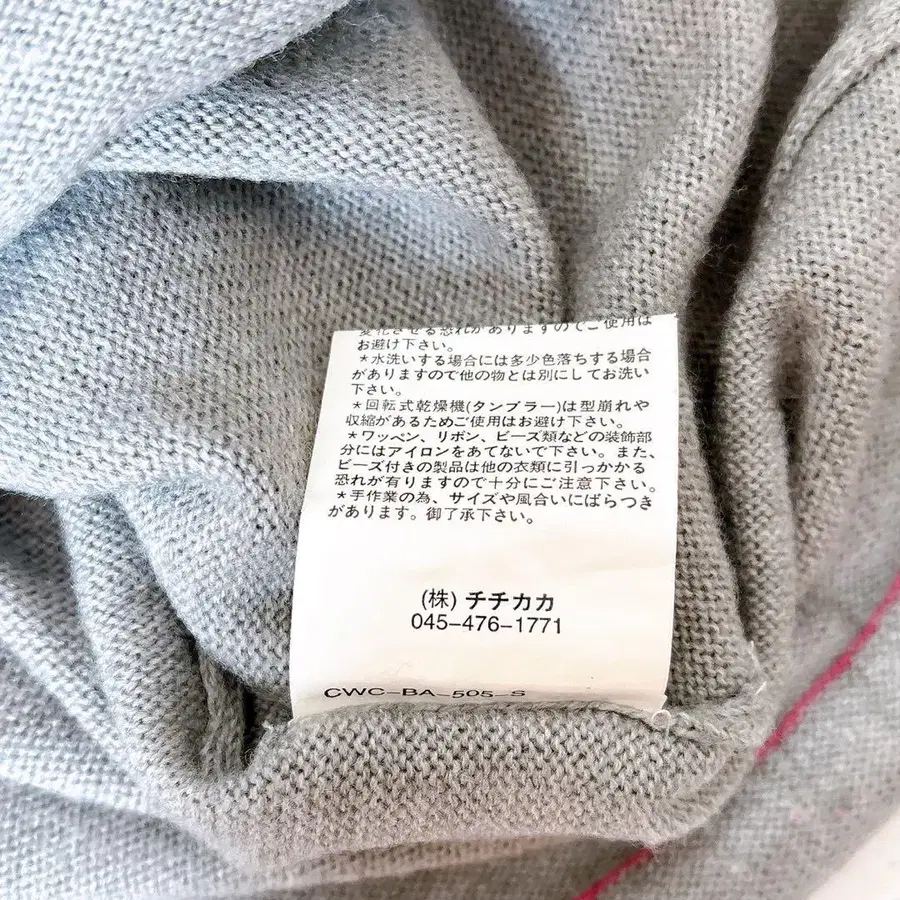 変化させる恐れがありますのでご使用は
お避け下さい。
＊水洗いする場合には多少色落ちする場合
がありますので他の物とは別にしてお洗い
下さい。
＊回転式乾燥機(タンブラー)は型崩れや
収縮があるためご使用はお避け下さい。
＊ワッペン、リボン、ビーズ類などの装飾部
分にはアイロンをあてないで下さい。また、
ビーズ付きの製品は他の衣類に引っかかる
恐れが有りますので十分にご注意下さい。
＊手作業の為、サイズや風合いにばらつき
があります。御了承下さい。
(株) チチカカ
045-476-1771
CWC-BA-505-S